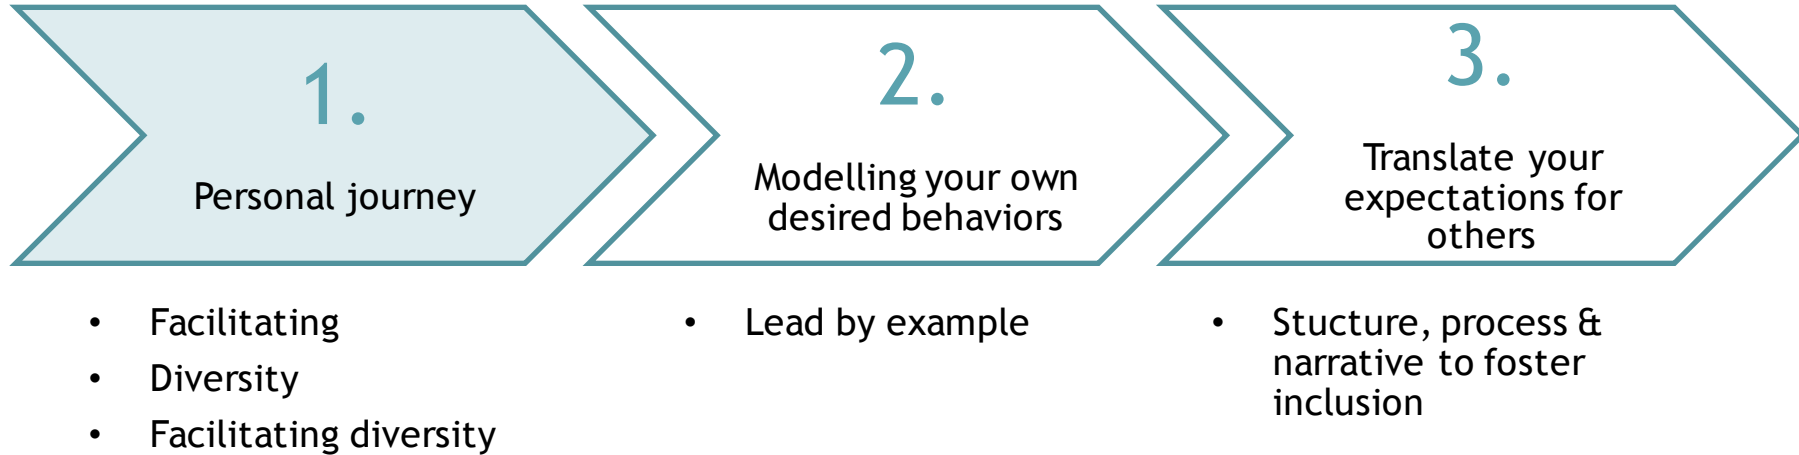 1.
Personal journey
• Facilitating
• Diversity
• Facilitating diversity
2.
Modelling your own
desired behaviors
• Lead by example
3.
Translate your
expectations for
others
• Stucture, process &
narrative to foster
inclusion